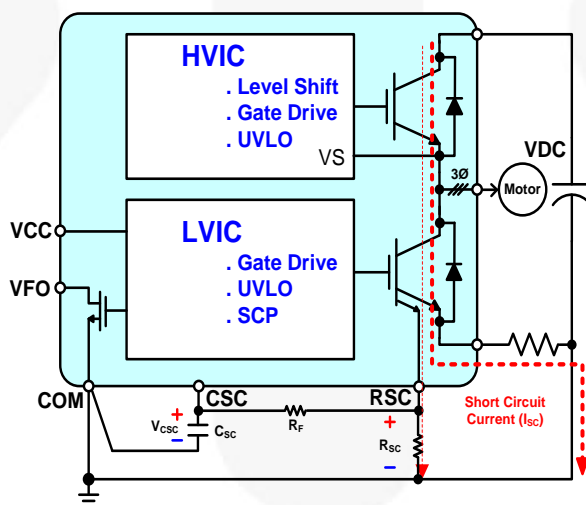 HVIC
. Level Shift
. Gate Drive
. UVLO
VS
VDC
3Ø
Motor
VCC
LVIC
VFO
. Gate Drive
. UVLO
. SCP
COM
CSC
RSC
Short Circuit
Current (ISC)
+
VCSC
–
CSC
RF
+
RSC
–